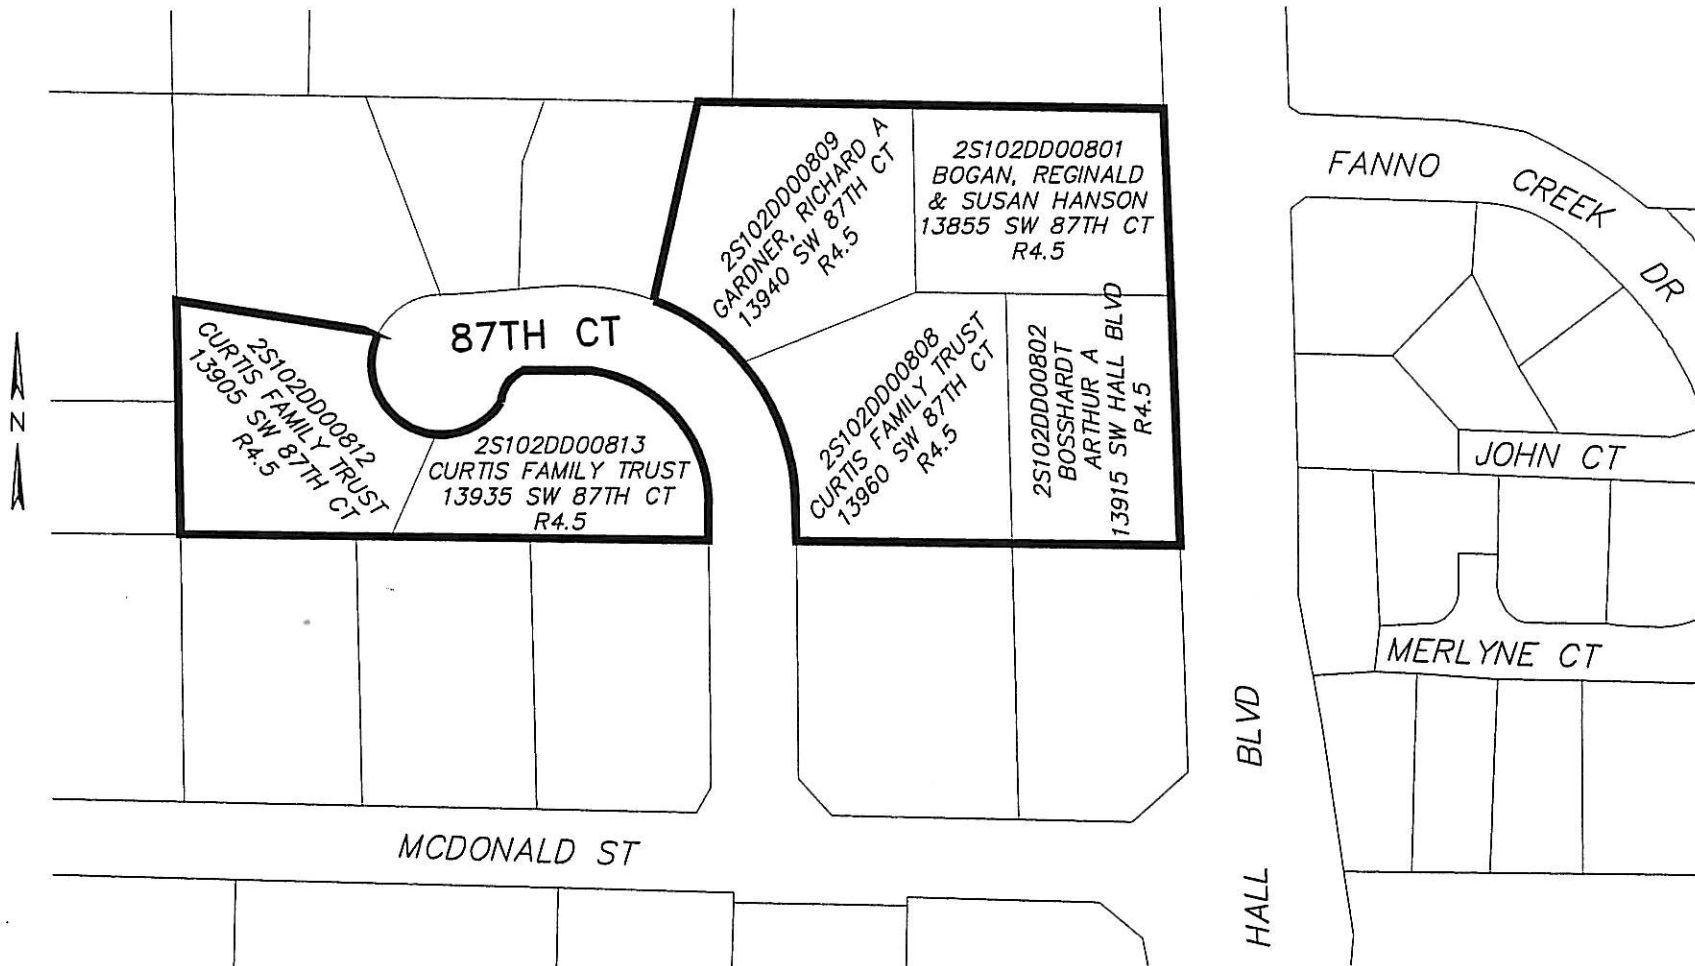 2S102DD00809
GARDNER, RICHARD A
13940 SW 87TH CT
R4.5
2S102DD00801
BOGAN, REGINALD
& SUSAN HANSON
13855 SW 87TH CT
R4.5
FANNO CREEK DR
87TH CT
2S102DD00812
CURTIS FAMILY TRUST
13905 SW 87TH CT
R4.5
2S102DD00813
CURTIS FAMILY TRUST
13935 SW 87TH CT
R4.5
2S102DD00808
CURTIS FAMILY TRUST
13960 SW 87TH CT
R4.5
2S102DD00802
BOSSHARDT
ARTHUR A
13915 SW HALL BLVD
R4.5
N
JOHN CT
MERLYNE CT
HALL BLVD
MCDONALD ST